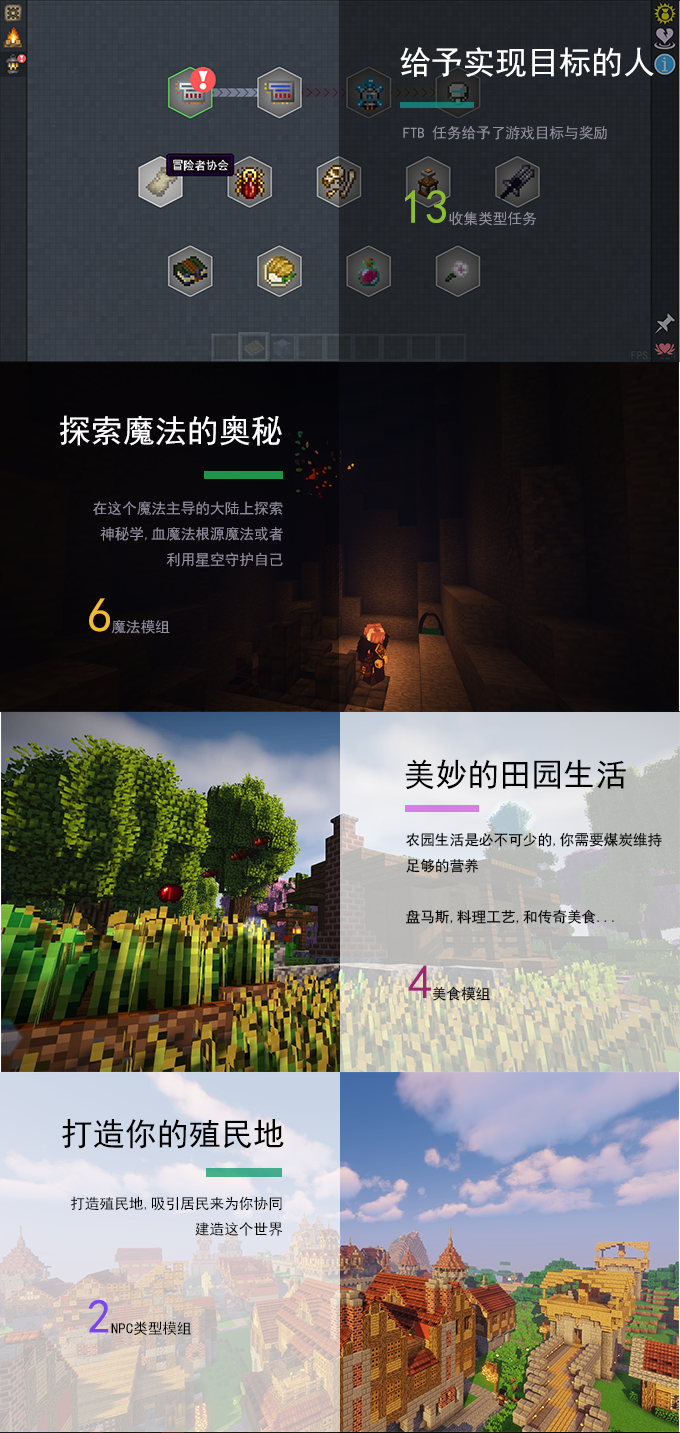 给予实现目标的人
FTB 任务给予了游戏目标与奖励
冒险者协会
13收集类型任务
FPS
探索魔法的奥秘
在这个魔法主导的大陆上探索
神秘学,血魔法根源魔法或者
利用星空守护自己
6魔法模组
美妙的田园生活
农园生活是必不可少的,你需要煤炭维持
足够的营养
盘马斯,料理工艺,和传奇美食...
4美食模组
打造你的殖民地
打造殖民地,吸引居民来为你协同
建造这个世界
2NPC类型模组